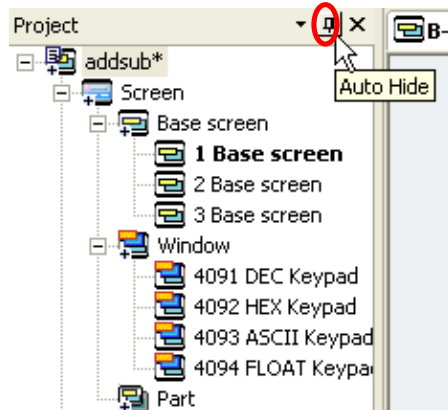 Project
B-
addsub*
Auto Hide
Screen
Base screen
1 Base screen
2 Base screen
3 Base screen
Window
4091 DEC Keypad
4092 HEX Keypad
4093 ASCII Keypad
4094 FLOAT Keypa
Part